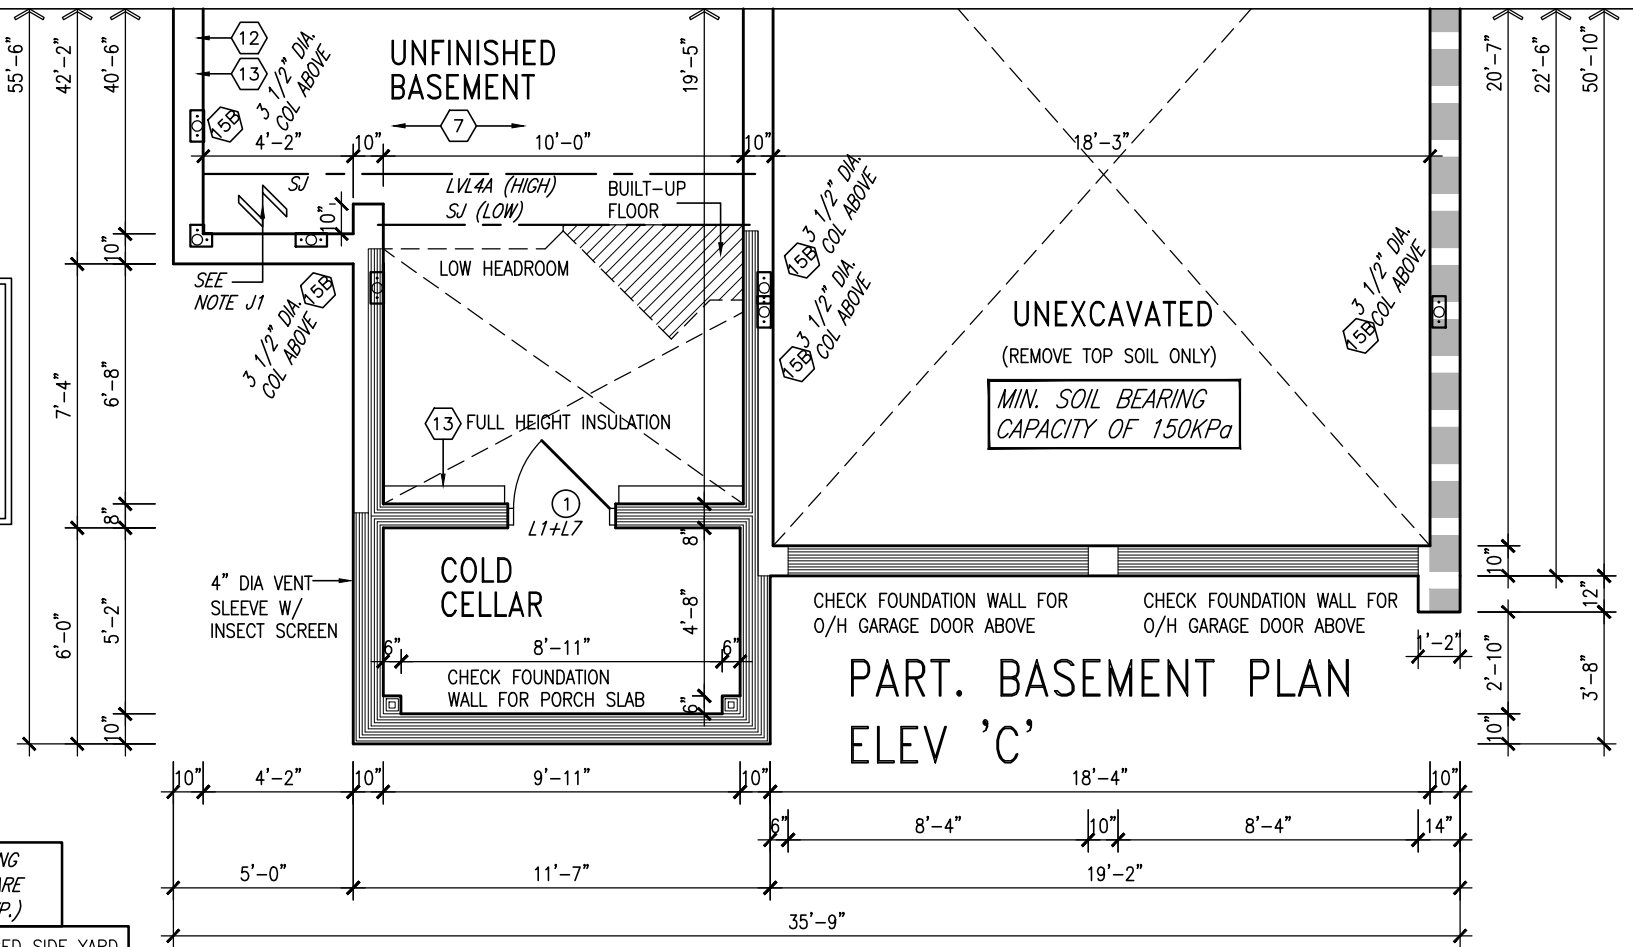 55'-6"
42'-2"
40'-6"
12
13
3 1/2" DIA.
COL ABOVE
15B
UNFINISHED
BASEMENT
7
19'-5"
20'-7"
22'-6"
50'-10"
4'-2"
10"
10'-0"
10"
18'-3"
SJ
10"
LVL4A (HIGH)
SJ (LOW)
BUILT-UP
FLOOR
LOW HEADROOM
10"
SEE
NOTE J1
15B
3 1/2" DIA.
COL ABOVE
15B
3 1/2" DIA.
COL ABOVE
15B
3 1/2" DIA.
COL ABOVE
15B
3 1/2" DIA.
COL ABOVE
UNEXCAVATED
(REMOVE TOP SOIL ONLY)
MIN. SOIL BEARING
CAPACITY OF 150KPa
7'-4"
6'-8"
13
FULL HEIGHT INSULATION
1
L1+L7
8"
8"
10"
COLD
CELLAR
4" DIA VENT
SLEEVE W/
INSECT SCREEN
6'-0"
5'-2"
4'-8"
6"
8'-11"
6"
CHECK FOUNDATION
WALL FOR PORCH SLAB
6"
10"
CHECK FOUNDATION WALL FOR
O/H GARAGE DOOR ABOVE
CHECK FOUNDATION WALL FOR
O/H GARAGE DOOR ABOVE
12"
1'-2"
2'-10"
3'-8"
10"
PART. BASEMENT PLAN
ELEV 'C'
10"
4'-2"
10"
9'-11"
10"
18'-4"
10"
6"
8'-4"
10"
8'-4"
14"
5'-0"
11'-7"
19'-2"
35'-9"
NG
ARE
P.)
SIDE YARD